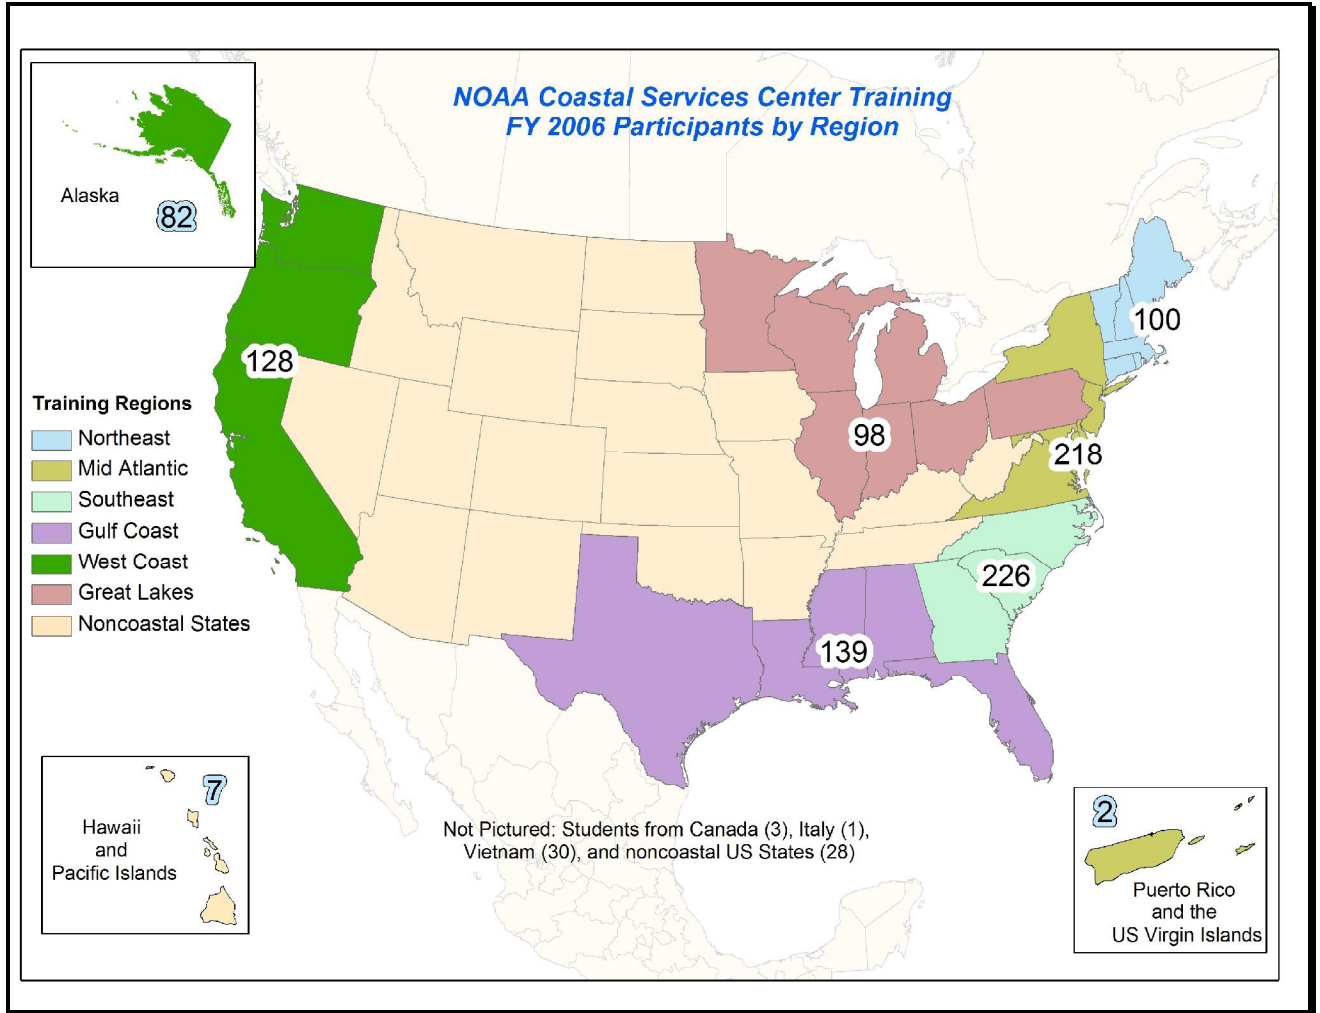 NOAA Coastal Services Center Training
FY 2006 Participants by Region
Alaska
82
128
100
98
218
226
139
Training Regions
Northeast
Mid Atlantic
Southeast
Gulf Coast
West Coast
Great Lakes
Noncoastal States
7
Hawaii
and
Pacific Islands
Not Pictured: Students from Canada (3), Italy (1),
Vietnam (30), and noncoastal US States (28)
2
Puerto Rico
and the
US Virgin Islands